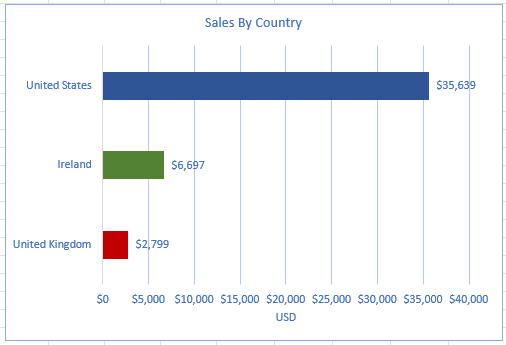 Sales By Country
United States $35,639
Ireland $6,697
United Kingdom $2,799
$0 $5,000 $10,000 $15,000 $20,000 $25,000 $30,000 $35,000 $40,000
USD